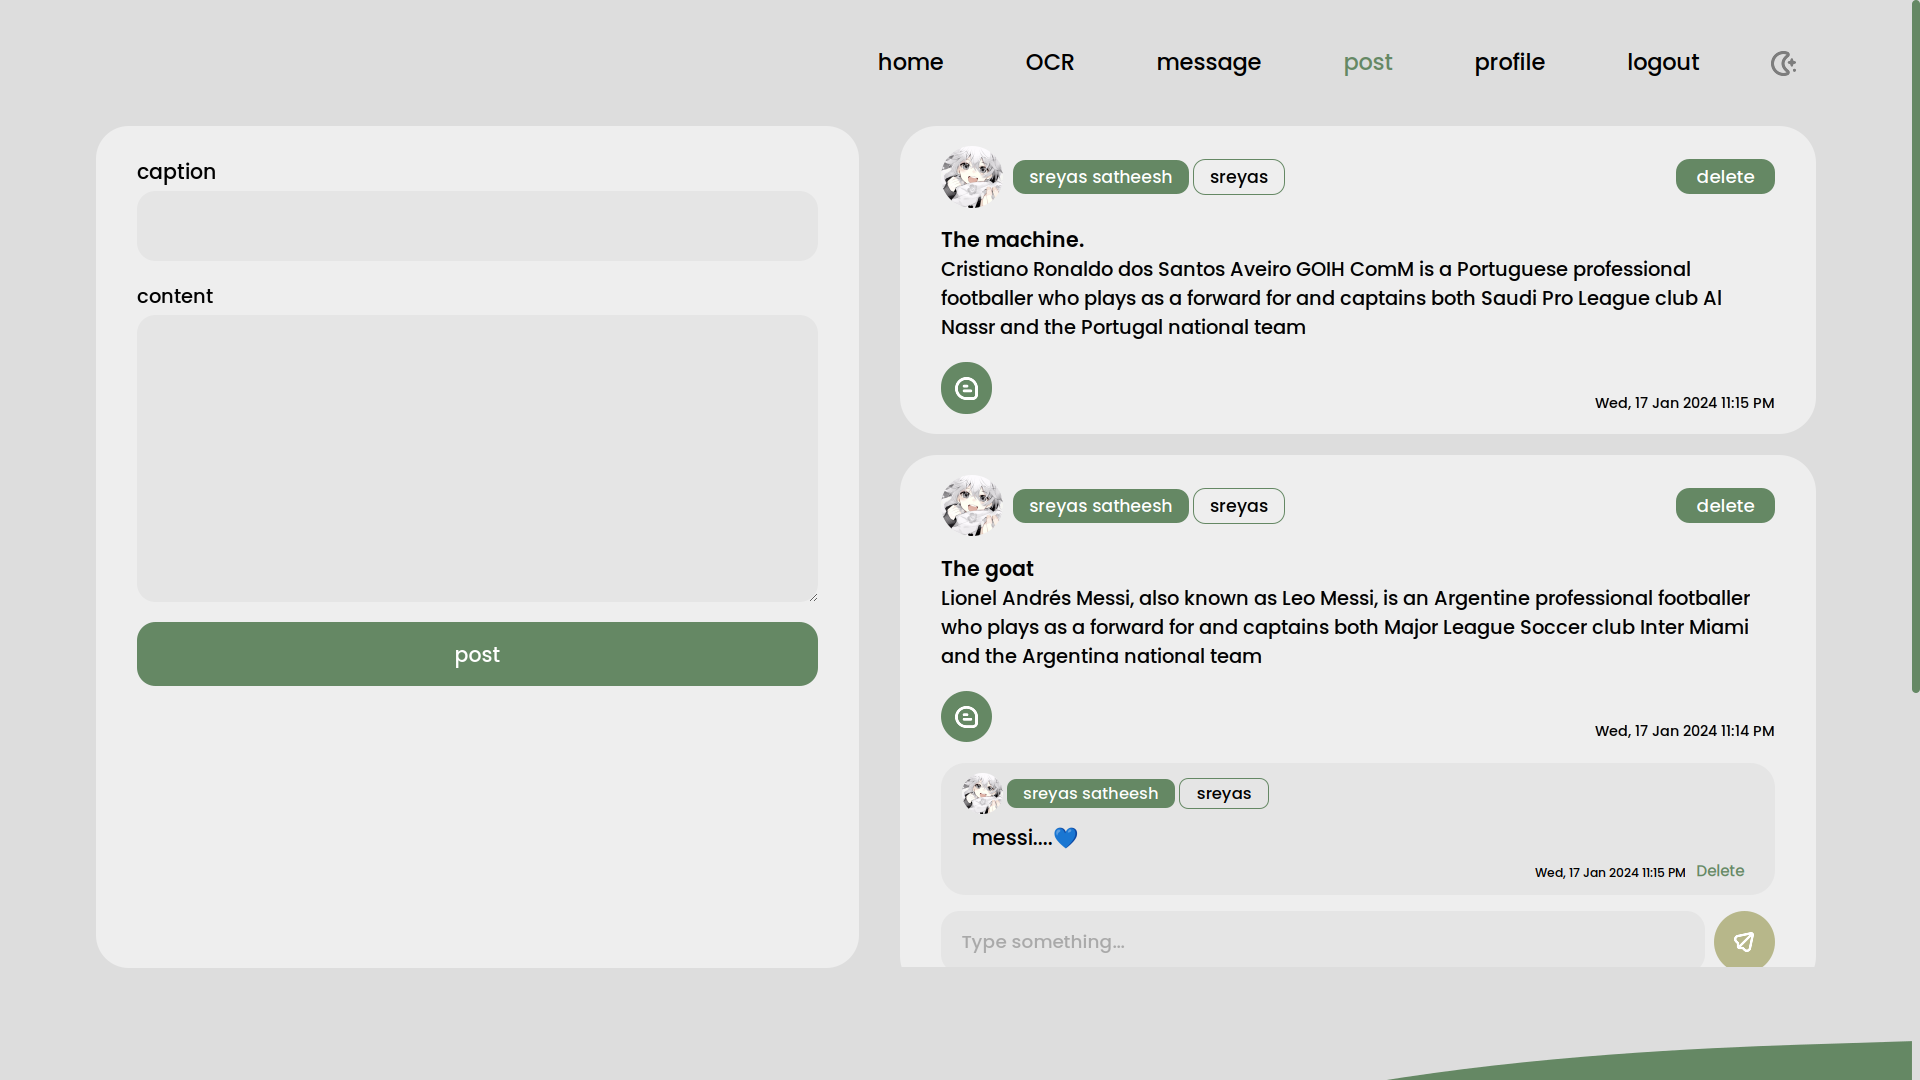 home OCR message post profile logout
caption
content
post
sreyas satheesh sreyas delete
The machine.
Cristiano Ronaldo dos Santos Aveiro GOIH ComM is a Portuguese professional
footballer who plays as a forward for and captains both Saudi Pro League club Al
Nassr and the Portugal national team
Wed, 17 Jan 2024 11:15 PM
sreyas satheesh sreyas delete
The goat
Lionel Andrés Messi, also known as Leo Messi, is an Argentine professional footballer
who plays as a forward for and captains both Major League Soccer club Inter Miami
and the Argentina national team
Wed, 17 Jan 2024 11:14 PM
sreyas satheesh sreyas
messi....💙
Wed, 17 Jan 2024 11:15 PM Delete
Type something...